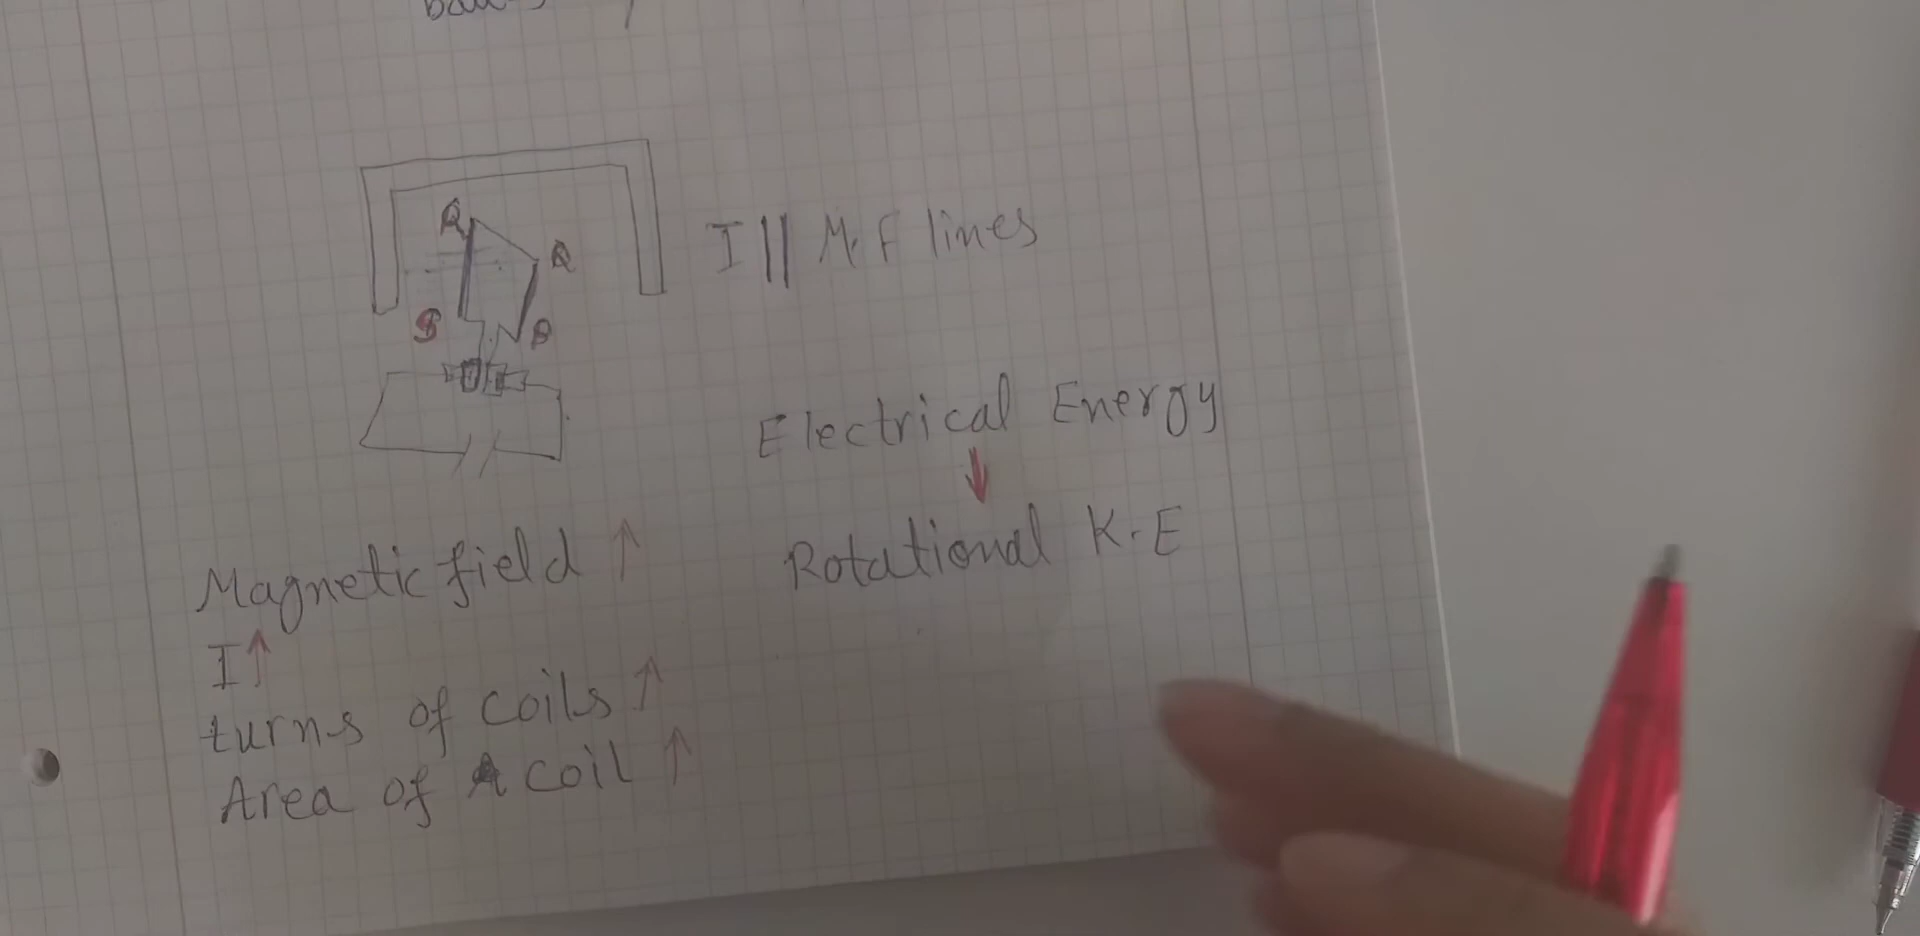 R
Q
S
P
I || M.F lines
Electrical Energy
↓
Rotational K.E
Magnetic field ↑
I ↑
turns of coils ↑
Area of A coil ↑